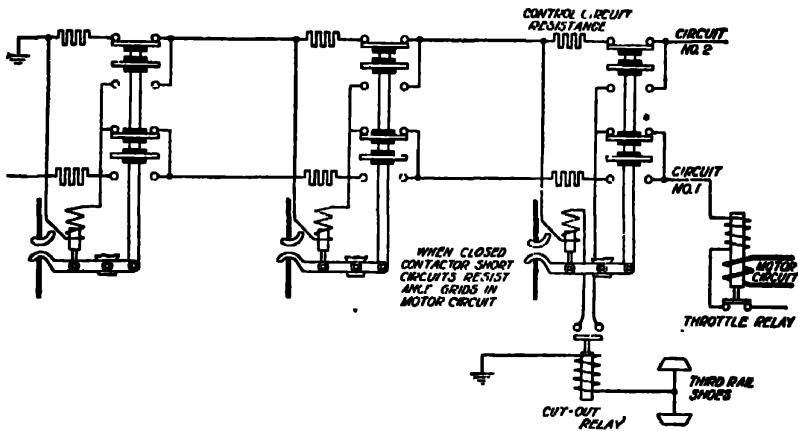 CONTROL CIRCUIT
RESISTANCE
CIRCUIT
NO. 2
CIRCUIT
NO. 1
WHEN CLOSED
CONTACTOR SHORT
CIRCUITS RESIST
ANCE GRIDS IN
MOTOR CIRCUIT
MOTOR
CIRCUIT
THROTTLE RELAY
THIRD RAIL
SHOES
CUT-OUT
RELAY